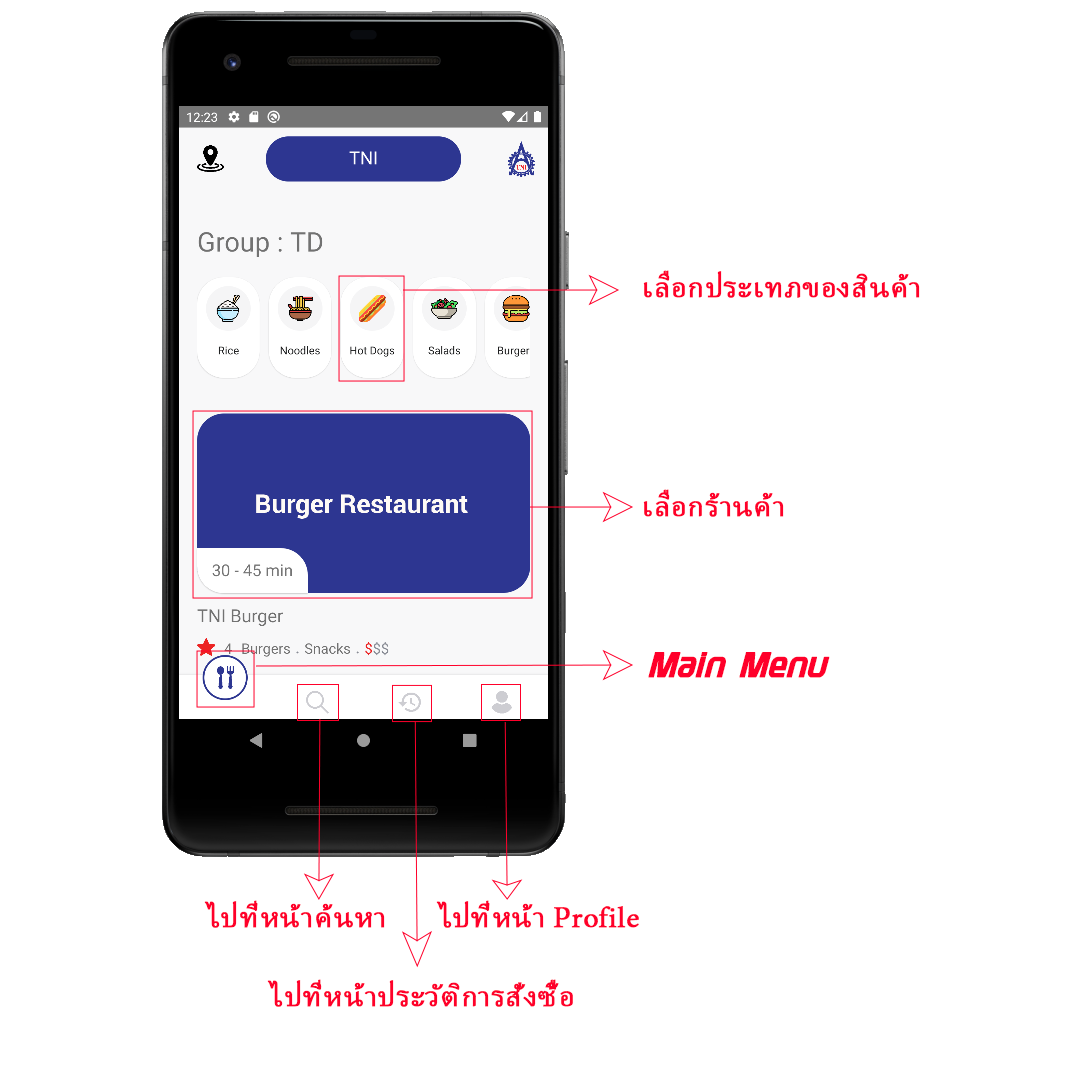 12:23
TNI
TNI
Group : TD
Rice
Noodles
Hot Dogs
Salads
Burger
เลือกประเทภของสินค้า
Burger Restaurant
เลือกร้านค้า
30 - 45 min
TNI Burger
4 Burgers . Snacks . $$$
Main Menu
ไปที่หน้าค้นหา
ไปที่หน้า Profile
ไปที่หน้าประวัติการสั่งซื้อ